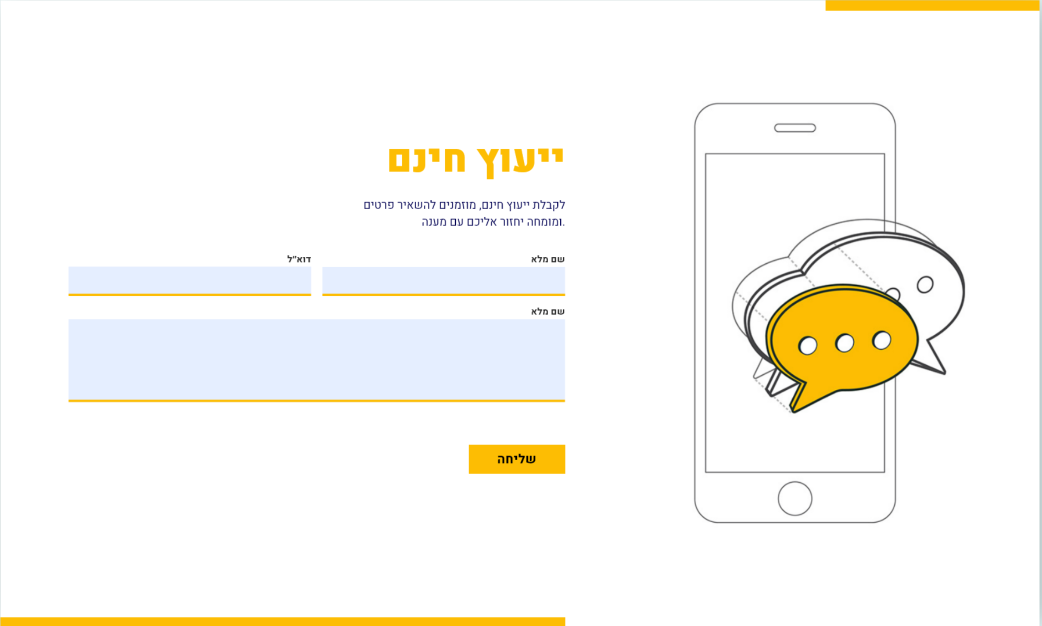 ייעוץ חינם
לקבלת ייעוץ חינם, מוזמנים להשאיר פרטים
ומומחה יחזור אליכם עם מענה.
שם מלא
דוא״ל
שם מלא
שליחה